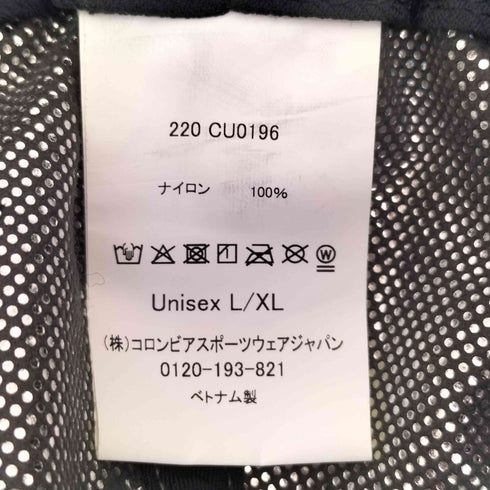 220 CU0196
ナイロン 100%
Unisex L/XL
(株)コロンビアスポーツウェアジャパン
0120-193-821
ベトナム製